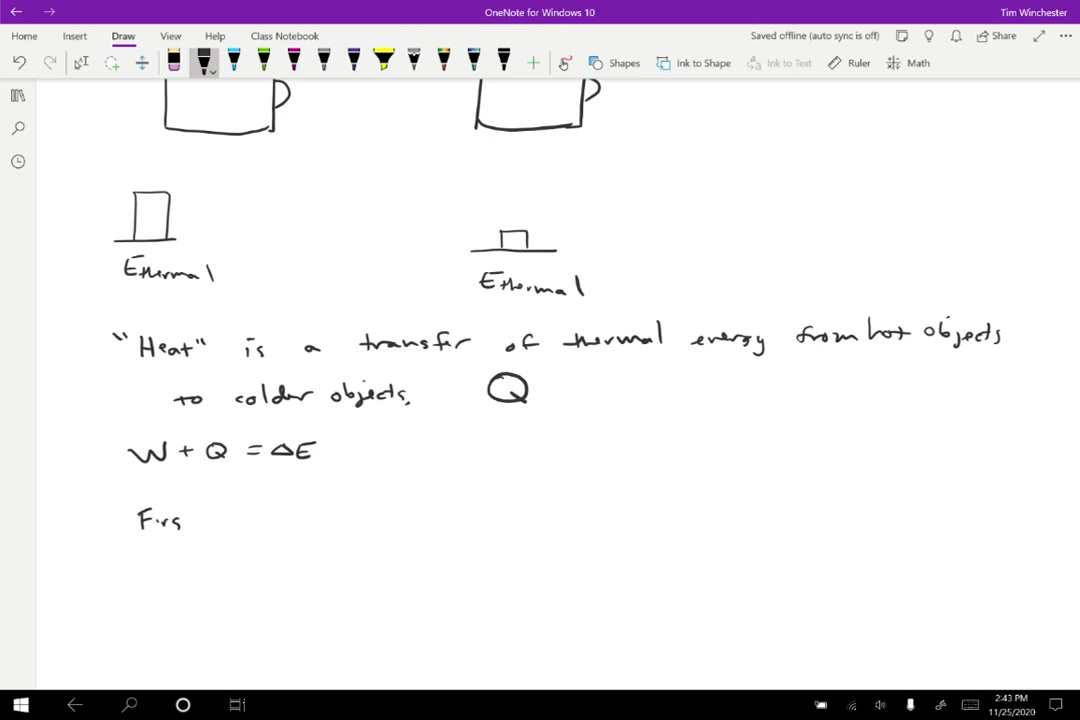 OneNote for Windows 10
Tim Winchester
Home Insert Draw View Help Class Notebook
Saved offline (auto sync is off) Share
Shapes Ink to Shape Ink to Text Ruler Math
Ethermal
Ethermal
"Heat" is a transfer of thermal energy from hot objects
to colder objects. Q
W + Q = ΔE
Firs
2:43 PM
11/25/2020